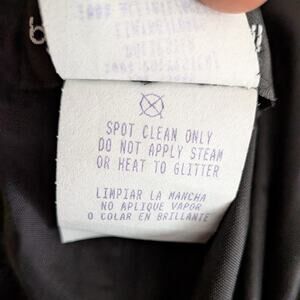 SPOT CLEAN ONLY
DO NOT APPLY STEAM
OR HEAT TO GLITTER
LIMPIAR LA MANCHA
NO APLIQUE VAPOR
O COLAR EN BRILLANTE